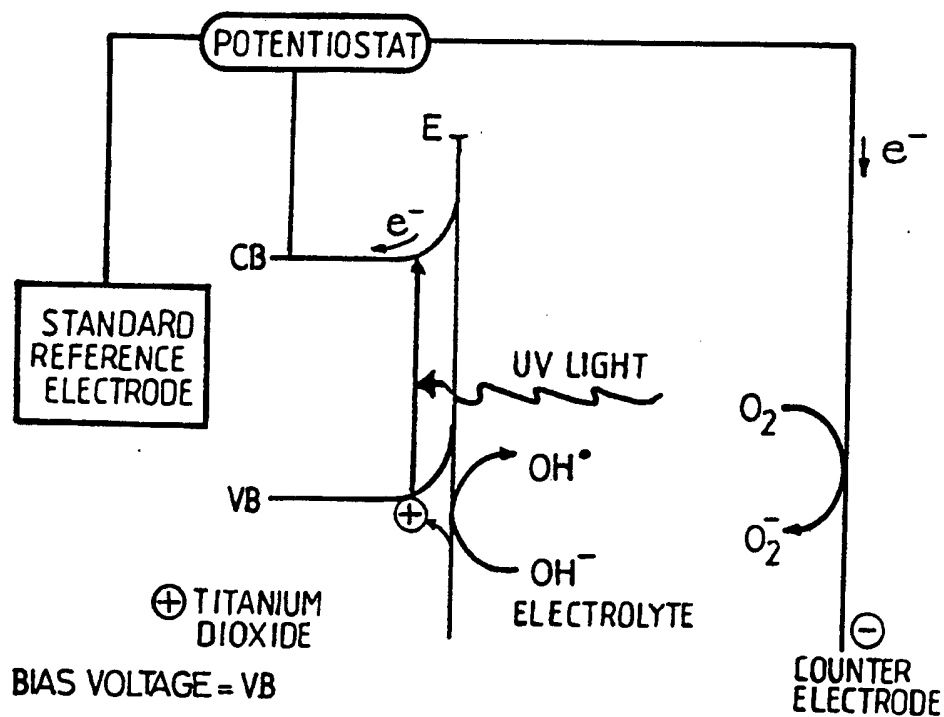 POTENTIOSTAT
E
e⁻
e⁻
CB
STANDARD
REFERENCE
ELECTRODE
UV LIGHT
O₂
OH•
VB
+
O₂⁻
OH⁻
ELECTROLYTE
+ TITANIUM
DIOXIDE
−
BIAS VOLTAGE = VB
COUNTER
ELECTRODE